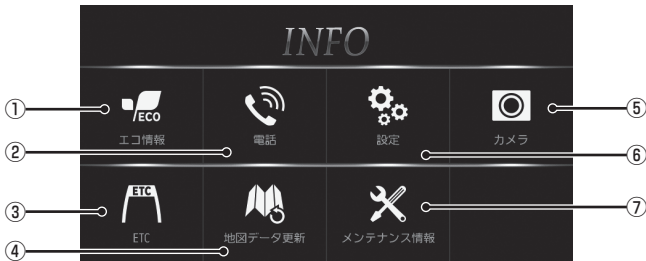 INFO
①
ECO
エコ情報
電話
設定
カメラ
⑤
②
⑥
③
ETC
ETC
地図データ更新
メンテナンス情報
⑦
④